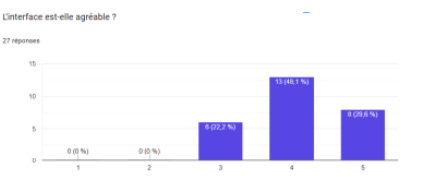 L'interface est-elle agréable ?
27 réponses
15
10
5
0
0 (0 %)
0 (0 %)
6 (22,2 %)
13 (48,1 %)
8 (29,6 %)
1
2
3
4
5